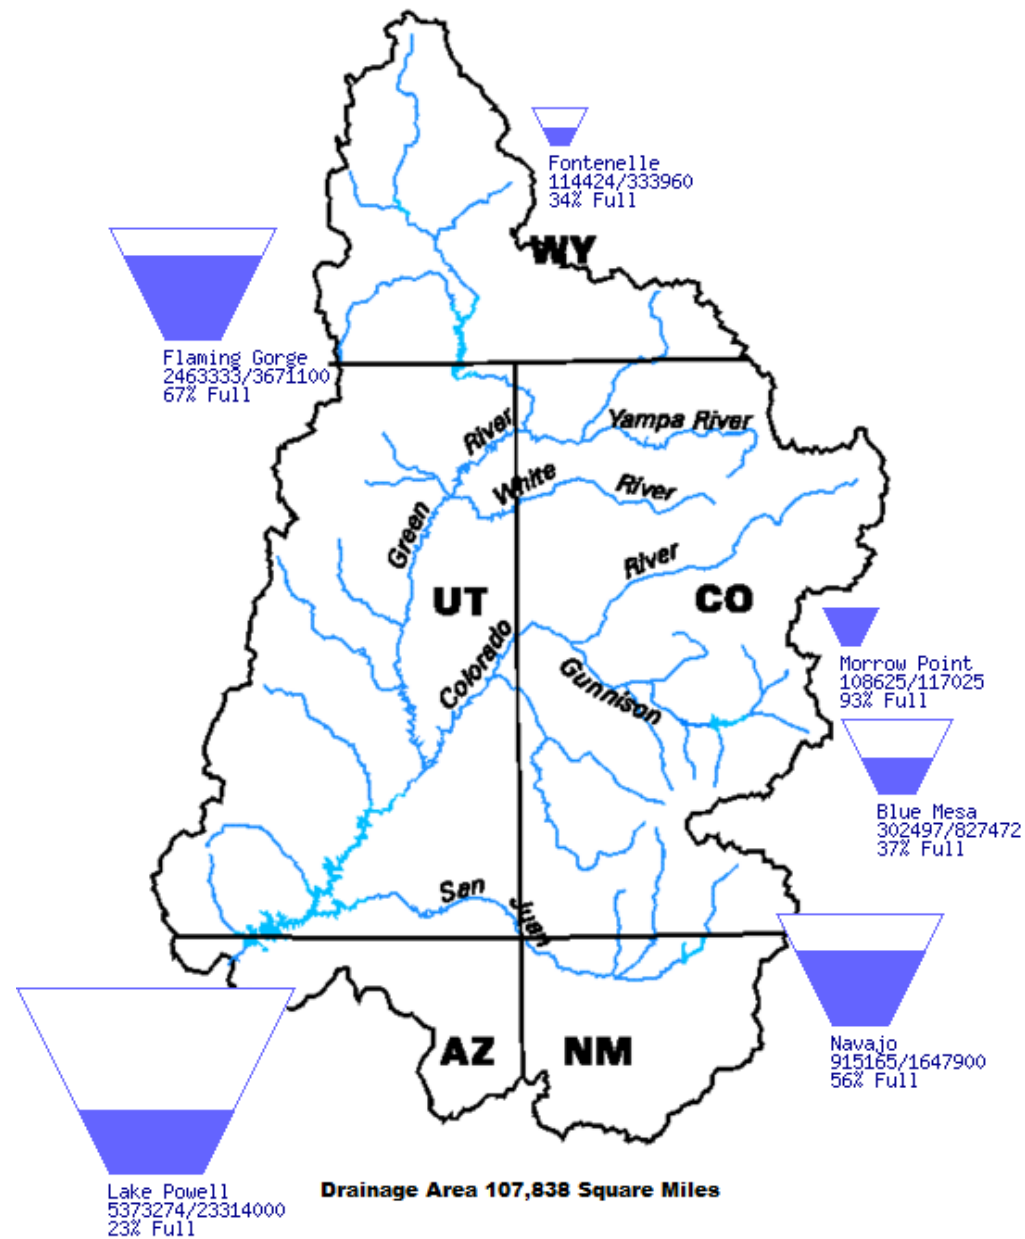 Fontenelle
114424/333960
34% Full
WY
Flaming Gorge
2463333/3671100
67% Full
River
Yampa River
White
River
Green
River
UT
CO
Colorado
Gunnison
Morrow Point
108625/117025
93% Full
Blue Mesa
302497/827472
37% Full
San
Juan
AZ
NM
Navajo
915165/1647900
56% Full
Lake Powell
5373274/23314000
23% Full
Drainage Area 107,838 Square Miles